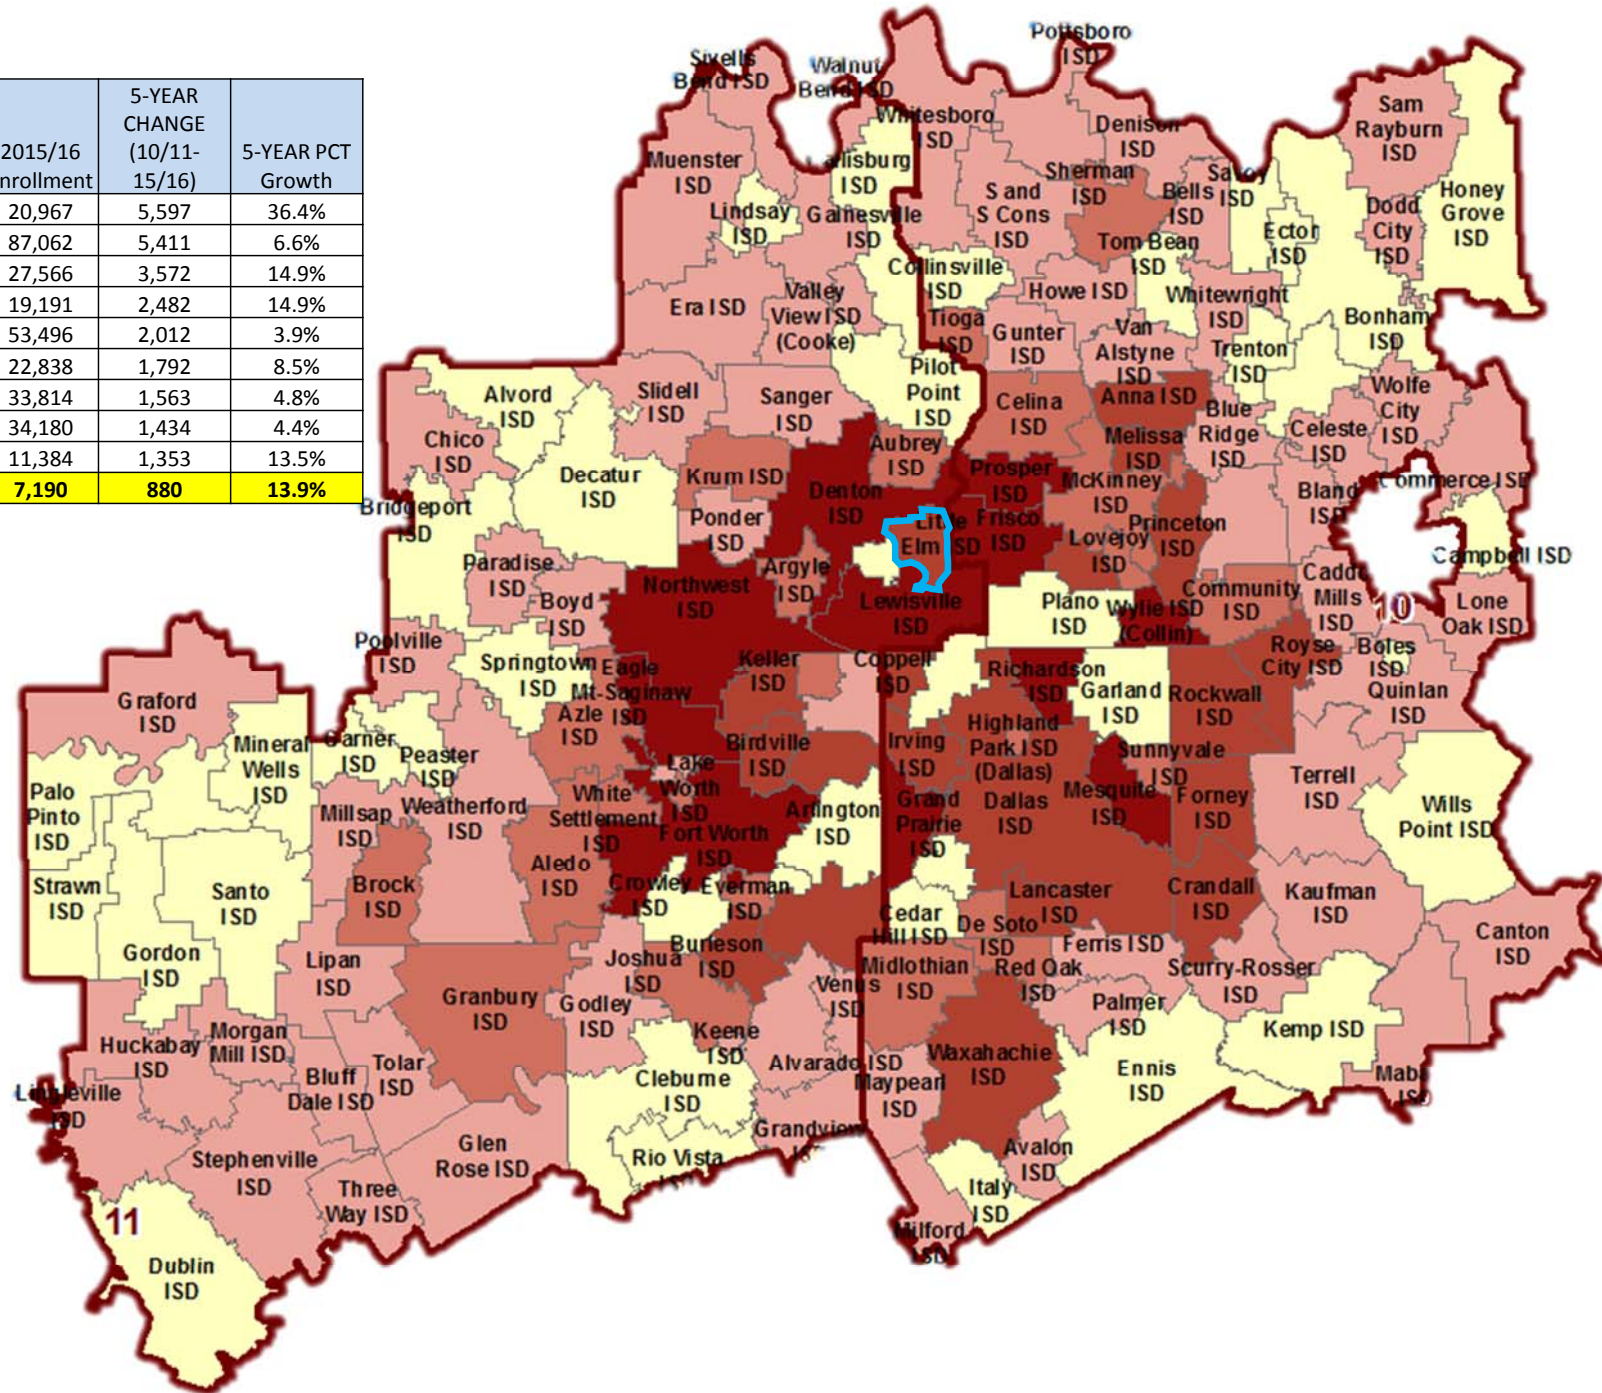 5-YEAR
CHANGE
2015/16 (10/11- 5-YEAR PCT
nrollment 15/16) Growth
20,967 5,597 36.4%
87,062 5,411 6.6%
27,566 3,572 14.9%
19,191 2,482 14.9%
53,496 2,012 3.9%
22,838 1,792 8.5%
33,814 1,563 4.8%
34,180 1,434 4.4%
11,384 1,353 13.5%
7,190 880 13.9%
Sivells
Bend ISD
Walnut
Bend ISD
Pottsboro
ISD
Whitesboro
ISD
Denison
ISD
Sam
Rayburn
ISD
Muenster
ISD
Callisburg
ISD
Sherman
ISD
Savoy
ISD
Honey
Grove
ISD
Lindsay
ISD
Gainesville
ISD
S and
S Cons
ISD
Bells
ISD
Dodd
City
ISD
Ector
ISD
Tom Bean
ISD
Collinsville
ISD
Howe ISD
Whitewright
ISD
Era ISD
Valley
View ISD
(Cooke)
Tioga
ISD
Gunter
ISD
Van
Alstyne
ISD
Trenton
ISD
Bonham
ISD
Alvord
ISD
Slidell
ISD
Sanger
ISD
Pilot
Point
ISD
Celina
ISD
Anna ISD
Blue
Ridge
ISD
Wolfe
City
ISD
Celeste
ISD
Chico
ISD
Aubrey
ISD
Melissa
ISD
Decatur
ISD
Krum ISD
Denton
ISD
Prosper
ISD
McKinney
ISD
Bland
ISD
Commerce ISD
Bridgeport
ISD
Ponder
ISD
Little
Elm ISD
Frisco
ISD
Lovejoy
ISD
Princeton
ISD
Campbell ISD
Paradise
ISD
Northwest
ISD
Argyle
ISD
Boyd
ISD
Lewisville
ISD
Plano
ISD
Wylie ISD
(Collin)
Community
ISD
Caddo
Mills
ISD
10
Lone
Oak ISD
Poolville
ISD
Springtown
ISD
Eagle
Mt-Saginaw
ISD
Keller
ISD
Coppell
ISD
Richardson
ISD
Garland
ISD
Rockwall
ISD
Royse
City ISD
Boles
ISD
Quinlan
ISD
Graford
ISD
Azle
ISD
Highland
Park ISD
(Dallas)
Mineral
Wells
ISD
Garner
ISD
Peaster
ISD
Birdville
ISD
Irving
ISD
Sunnyvale
ISD
Terrell
ISD
Palo
Pinto
ISD
Millsap
ISD
Weatherford
ISD
White
Settlement
ISD
Lake
Worth
ISD
Arlington
ISD
Grand
Prairie
ISD
Dallas
ISD
Mesquite
ISD
Forney
ISD
Wills
Point ISD
Fort Worth
ISD
Strawn
ISD
Santo
ISD
Brock
ISD
Aledo
ISD
Crowley
ISD
Everman
ISD
Cedar
Hill ISD
De Soto
ISD
Lancaster
ISD
Crandall
ISD
Kaufman
ISD
Canton
ISD
Gordon
ISD
Lipan
ISD
Joshua
ISD
Burleson
ISD
Midlothian
ISD
Red Oak
ISD
Ferris ISD
Scurry-Rosser
ISD
Granbury
ISD
Godley
ISD
Venus
ISD
Palmer
ISD
Kemp ISD
Huckabay
ISD
Morgan
Mill ISD
Keene
ISD
Tolar
ISD
Bluff
Dale ISD
Cleburne
ISD
Alvarado ISD
Waxahachie
ISD
Ennis
ISD
Maypearl
ISD
Lingleville
ISD
Grandview
Glen
Rose ISD
Rio Vista
Avalon
ISD
Stephenville
ISD
Three
Way ISD
Italy
ISD
Milford
ISD
11
Dublin
ISD